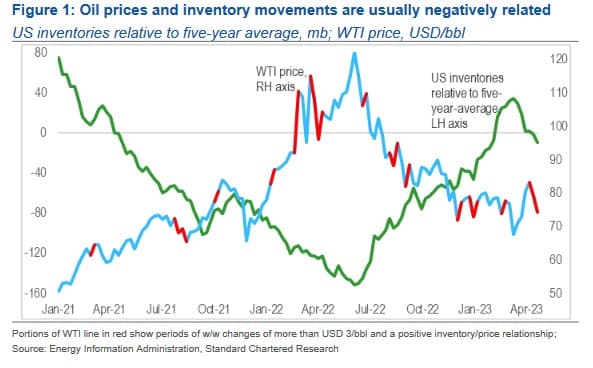 Figure 1: Oil prices and inventory movements are usually negatively related
US inventories relative to five-year average, mb; WTI price, USD/bbl
80
40
0
-40
-80
-120
-160
120
110
100
90
80
70
60
50
WTI price,
RH axis
US inventories
relative to five-
year-average,
LH axis
Jan-21 Apr-21 Jul-21 Oct-21 Jan-22 Apr-22 Jul-22 Oct-22 Jan-23 Apr-23
Portions of WTI line in red show periods of w/w changes of more than USD 3/bbl and a positive inventory/price relationship;
Source: Energy Information Administration, Standard Chartered Research